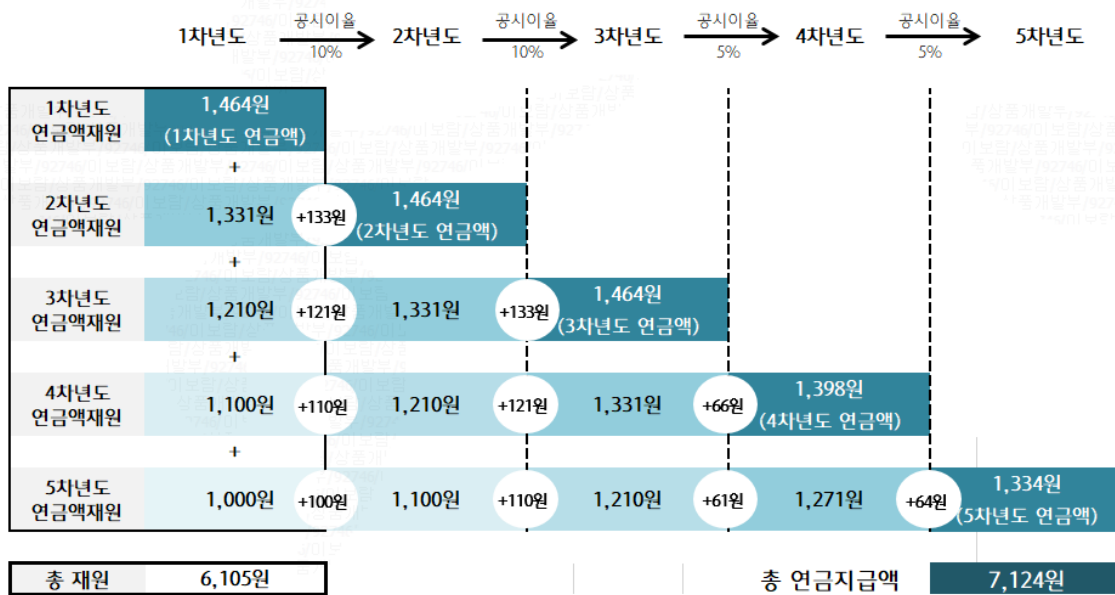 공시이율 공시이율 공시이율 공시이율
1차년도 2차년도 3차년도 4차년도 5차년도
10% 10% 5% 5%
1차년도
연금액재원
1,464원
(1차년도 연금액)
+
2차년도
연금액재원
1,331원
+133원
1,464원
(2차년도 연금액)
+
3차년도
연금액재원
1,210원
+121원
1,331원
+133원
1,464원
(3차년도 연금액)
+
4차년도
연금액재원
1,100원
+110원
1,210원
+121원
1,331원
+66원
1,398원
(4차년도 연금액)
+
5차년도
연금액재원
1,000원
+100원
1,100원
+110원
1,210원
+61원
1,271원
+64원
1,334원
(5차년도 연금액)
총 재원 6,105원 총 연금지급액 7,124원